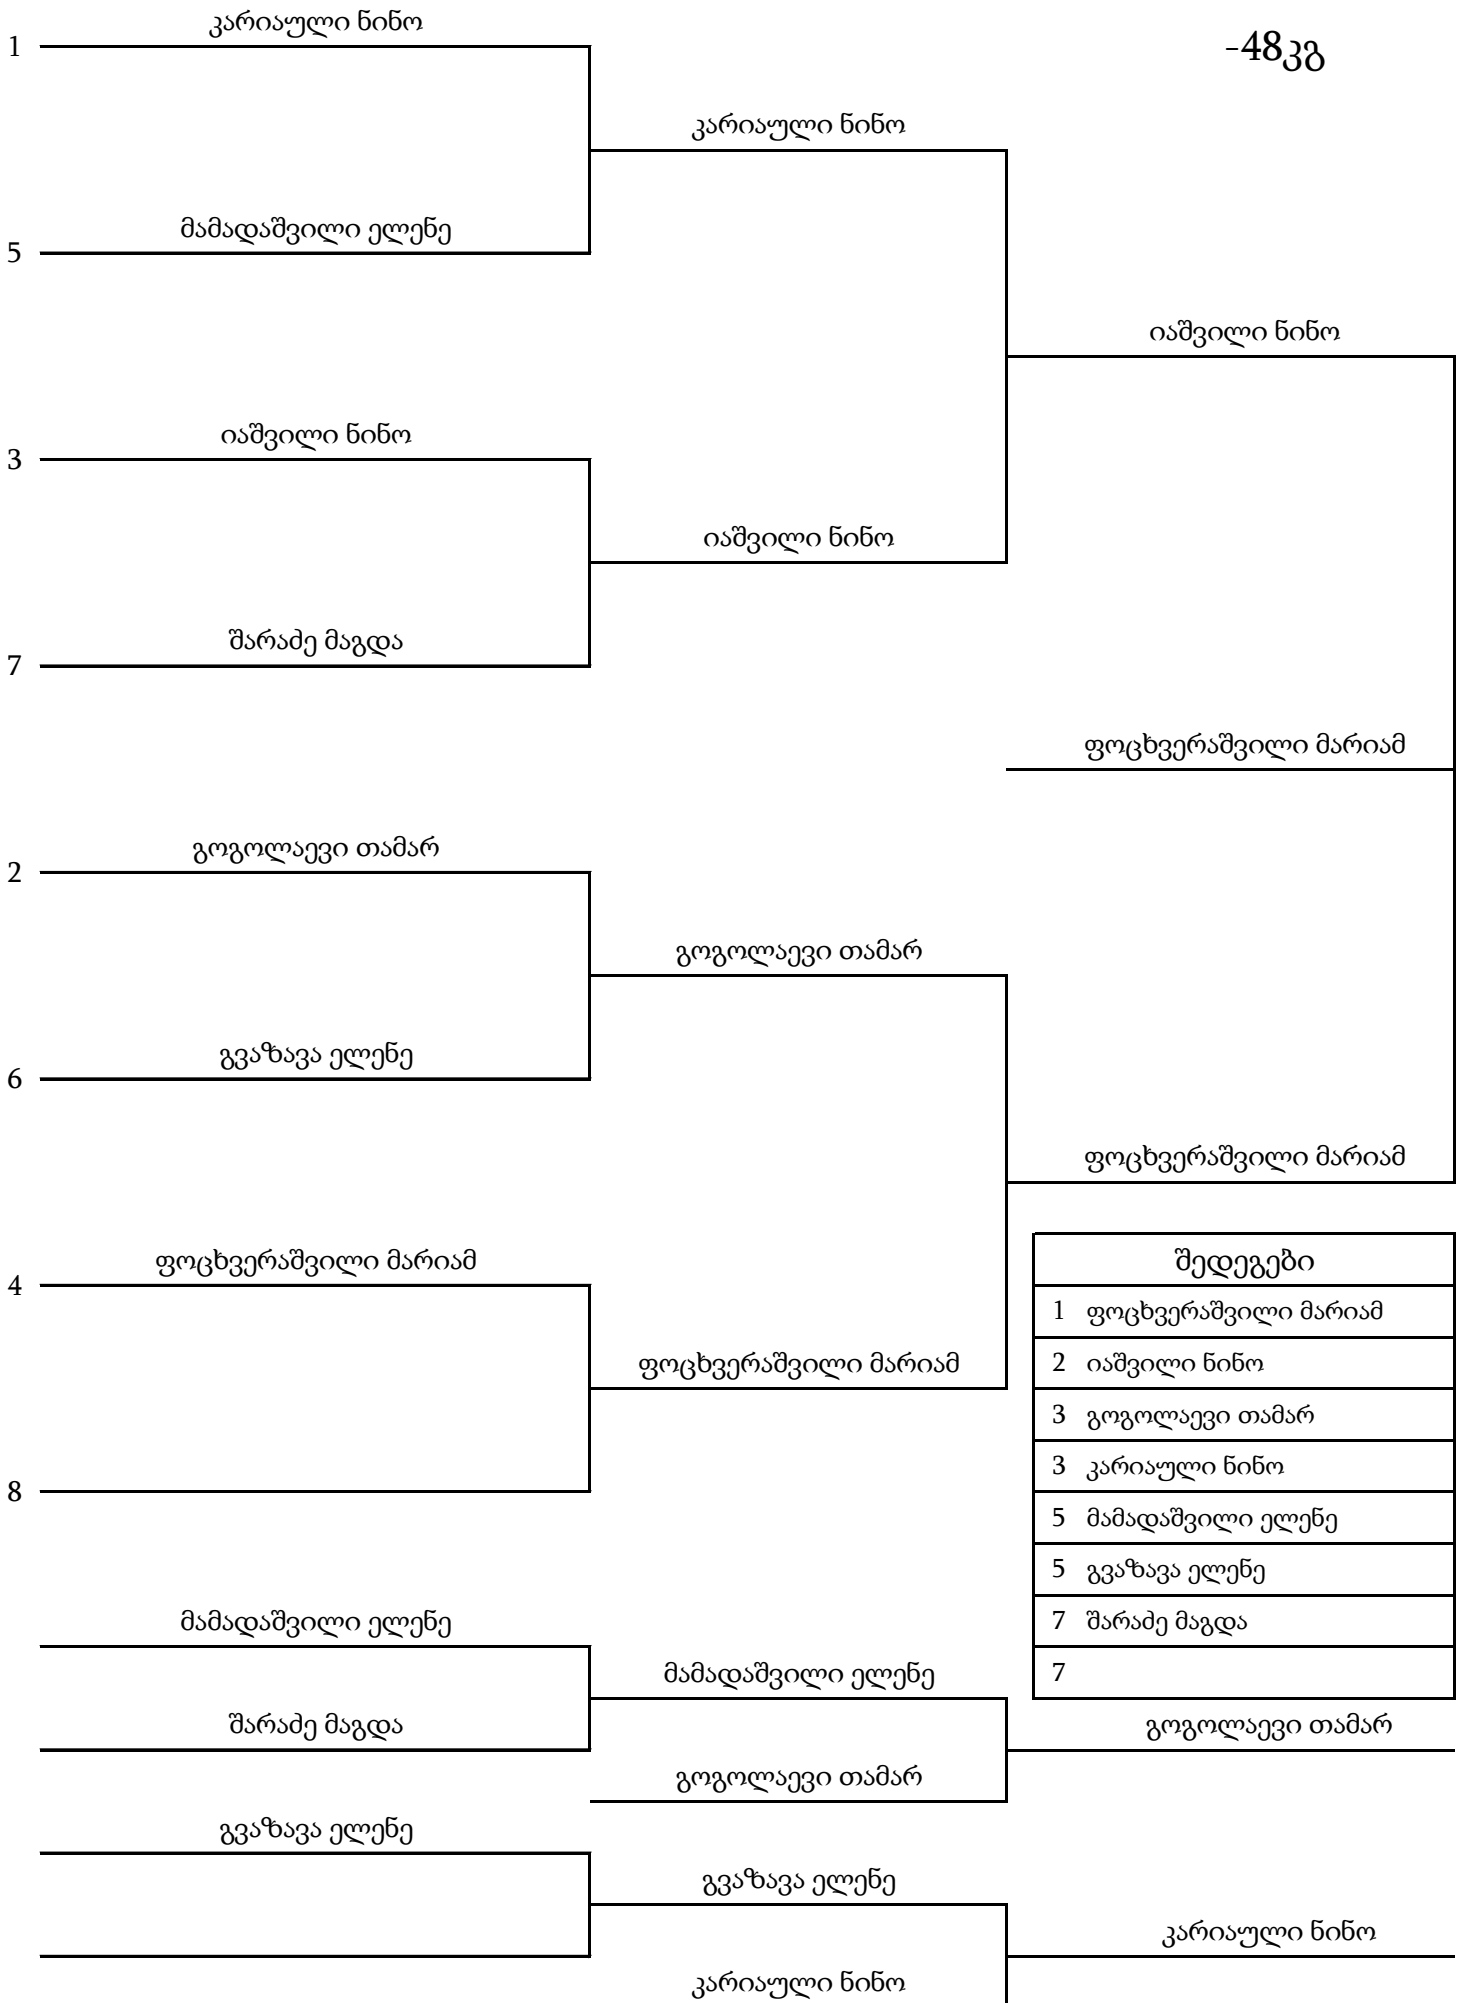 კარიაული ნინო
1
-48კგ
კარიაული ნინო
მამადაშვილი ელენე
5
იაშვილი ნინო
იაშვილი ნინო
3
იაშვილი ნინო
შარაძე მაგდა
7
ფოცხვერაშვილი მარიამ
გოგოლაევი თამარ
2
გოგოლაევი თამარ
გვაზავა ელენე
6
ფოცხვერაშვილი მარიამ
ფოცხვერაშვილი მარიამ
4
ფოცხვერაშვილი მარიამ
8
შედეგები
1 ფოცხვერაშვილი მარიამ
2 იაშვილი ნინო
3 გოგოლაევი თამარ
3 კარიაული ნინო
5 მამადაშვილი ელენე
5 გვაზავა ელენე
7 შარაძე მაგდა
7
მამადაშვილი ელენე
მამადაშვილი ელენე
შარაძე მაგდა
გოგოლაევი თამარ
გოგოლაევი თამარ
გვაზავა ელენე
გვაზავა ელენე
კარიაული ნინო
კარიაული ნინო